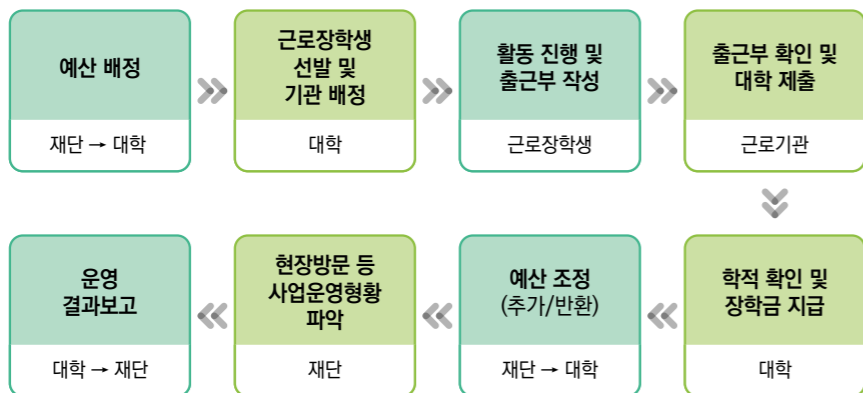 예산 배정
재단 → 대학
근로장학생
선발 및
기관 배정
대학
활동 진행 및
출근부 작성
근로장학생
출근부 확인 및
대학 제출
근로기관
학적 확인 및
장학금 지급
대학
예산 조정
(추가/반환)
재단 → 대학
현장방문 등
사업운영형황
파악
재단
운영
결과보고
대학 → 재단